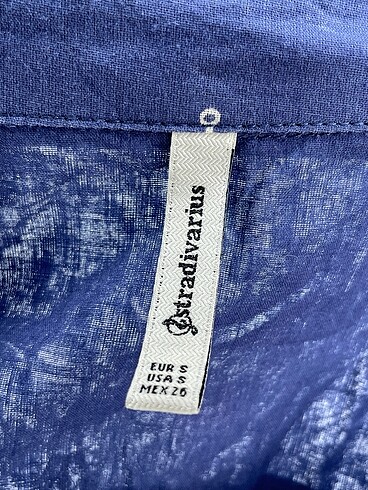 stradivarius
EUR S
USA S
MEX 26